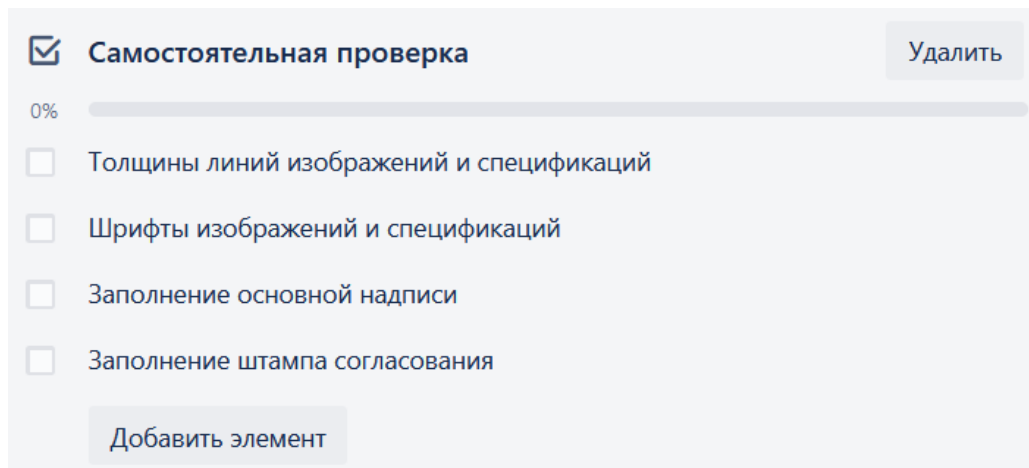 Самостоятельная проверка Удалить
0%
Толщины линий изображений и спецификаций
Шрифты изображений и спецификаций
Заполнение основной надписи
Заполнение штампа согласования
Добавить элемент